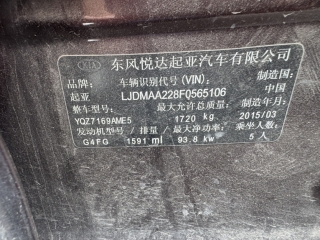 KIA 东风悦达起亚汽车有限公司
品牌: 车辆识别代号(VIN): 制造国:
起亚 LJDMAA228F0565106 中国
整车型号: 最大允许总质量: 制造年月:
YQZ7169AME5 1720 kg 2015/03
发动机型号 / 排量 / 最大净功率: 乘坐人数:
G4FG 1591 ml 93.8 kw 5 人